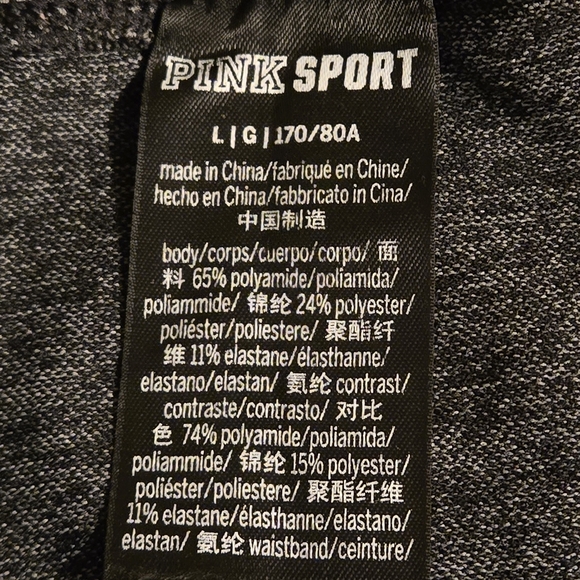 PINK SPORT
L | G | 170/80A
made in China/fabriqué en Chine/
hecho en China/fabbricato in Cina/
中国制造
body/corps/cuerpo/corpo/ 面
料 65% polyamide/poliamida/
poliammide/ 锦纶 24% polyester/
poliéster/poliestere/ 聚酯纤
维 11% elastane/élasthanne/
elastano/elastan/ 氨纶 contrast/
contraste/contrasto/ 对比
色 74% polyamide/poliamida/
poliammide/ 锦纶 15% polyester/
poliéster/poliestere/ 聚酯纤维
11% elastane/élasthanne/elastano/
elastan/ 氨纶 waistband/ceinture/